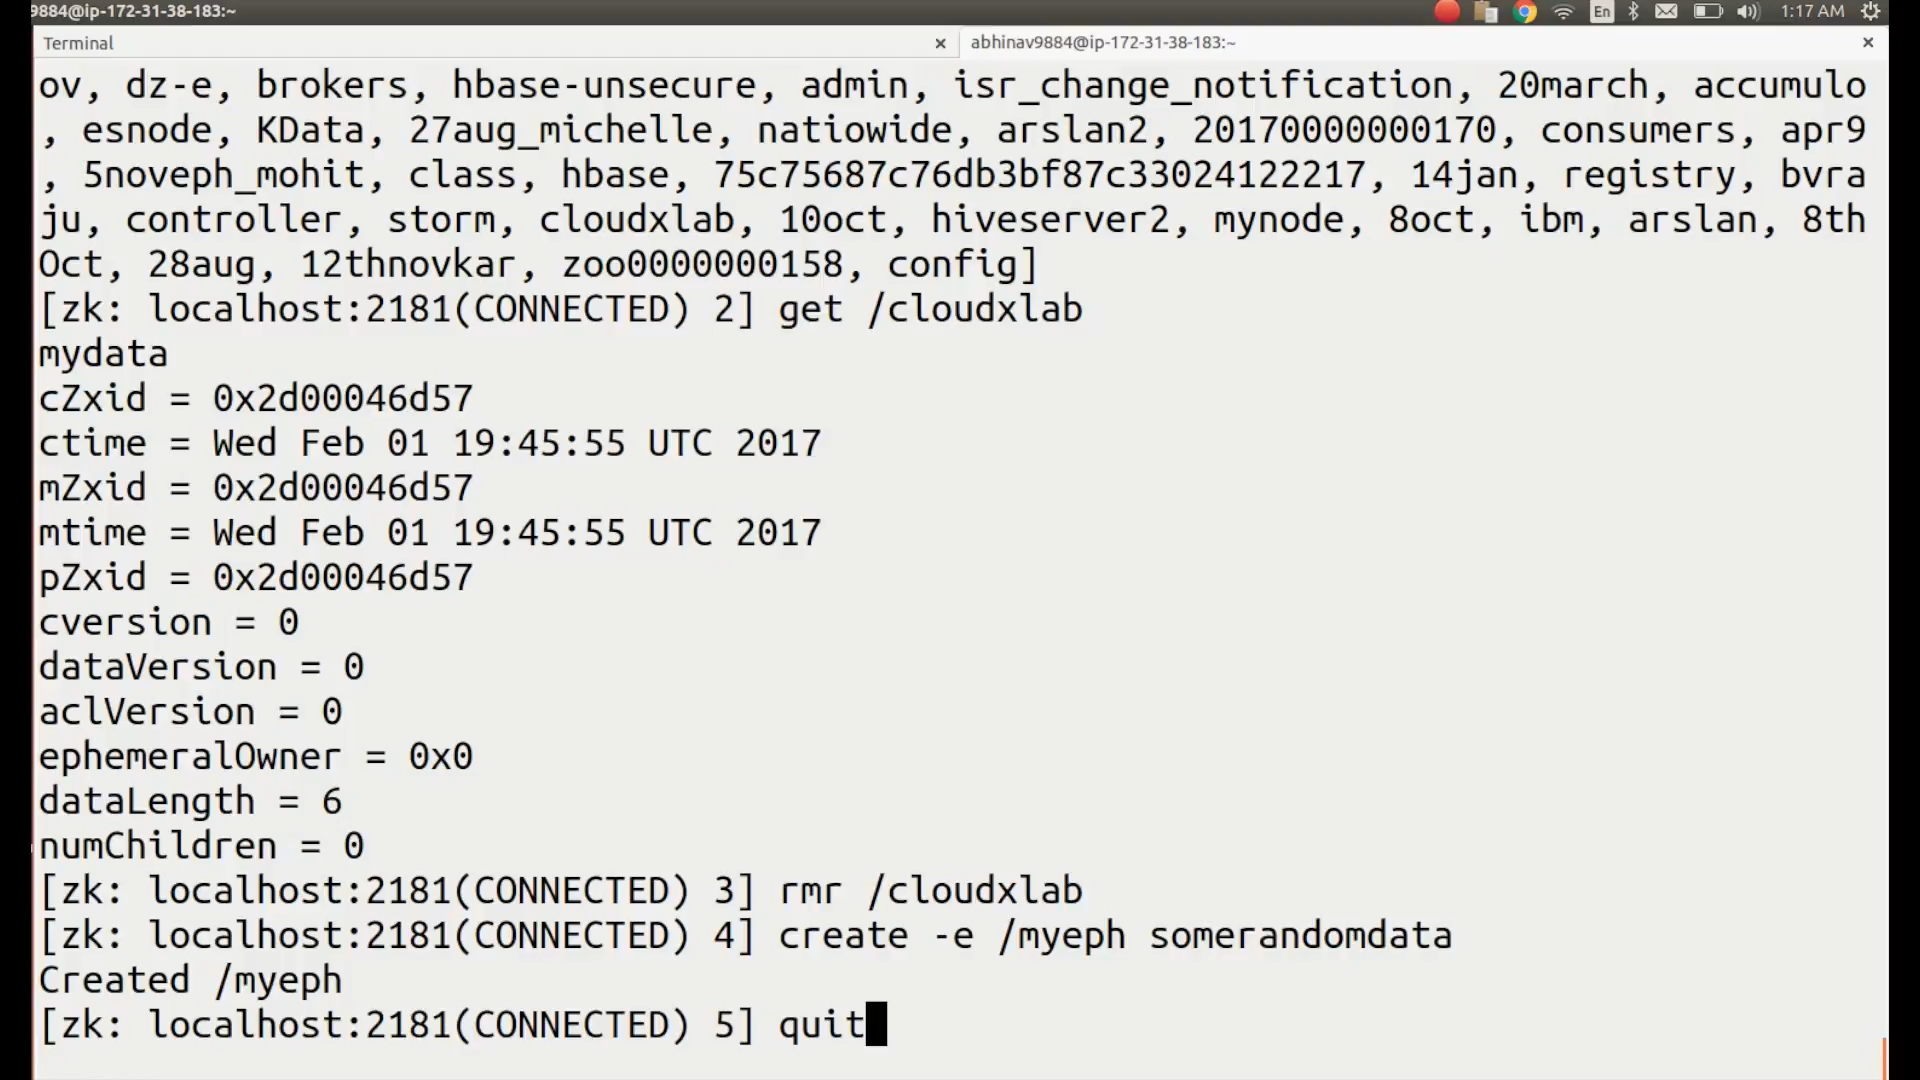 9884@ip-172-31-38-183:~
En
1:17 AM
Terminal
abhinav9884@ip-172-31-38-183:~
ov, dz-e, brokers, hbase-unsecure, admin, isr_change_notification, 20march, accumulo
, esnode, KData, 27aug_michelle, natiowide, arslan2, 20170000000170, consumers, apr9
, 5noveph_mohit, class, hbase, 75c75687c76db3bf87c33024122217, 14jan, registry, bvra
ju, controller, storm, cloudxlab, 10oct, hiveserver2, mynode, 8oct, ibm, arslan, 8th
Oct, 28aug, 12thnovkar, zoo0000000158, config]
[zk: localhost:2181(CONNECTED) 2] get /cloudxlab
mydata
cZxid = 0x2d00046d57
ctime = Wed Feb 01 19:45:55 UTC 2017
mZxid = 0x2d00046d57
mtime = Wed Feb 01 19:45:55 UTC 2017
pZxid = 0x2d00046d57
cversion = 0
dataVersion = 0
aclVersion = 0
ephemeralOwner = 0x0
dataLength = 6
numChildren = 0
[zk: localhost:2181(CONNECTED) 3] rmr /cloudxlab
[zk: localhost:2181(CONNECTED) 4] create -e /myeph somerandomdata
Created /myeph
[zk: localhost:2181(CONNECTED) 5] quit